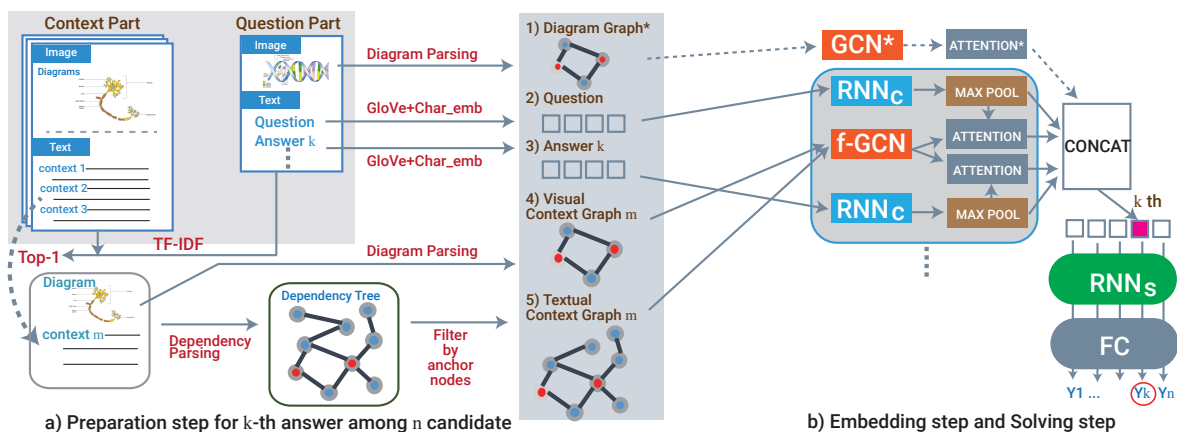 Context Part
Image
Diagrams
Text
context 1
context 2
context 3
Question Part
Image
Text
Question
Answer k
Diagram Parsing
GloVe+Char_emb
GloVe+Char_emb
TF-IDF
Top-1
Diagram
context m
Dependency
Parsing
Dependency Tree
Diagram Parsing
Filter
by
anchor
nodes
1) Diagram Graph*
2) Question
3) Answer k
4) Visual
Context Graph m
5) Textual
Context Graph m
a) Preparation step for k-th answer among n candidate
GCN*
ATTENTION*
RNNC
MAX POOL
f-GCN
ATTENTION
ATTENTION
RNNC
MAX POOL
CONCAT
k th
RNNS
FC
Y1 ... Yk Yn
b) Embedding step and Solving step